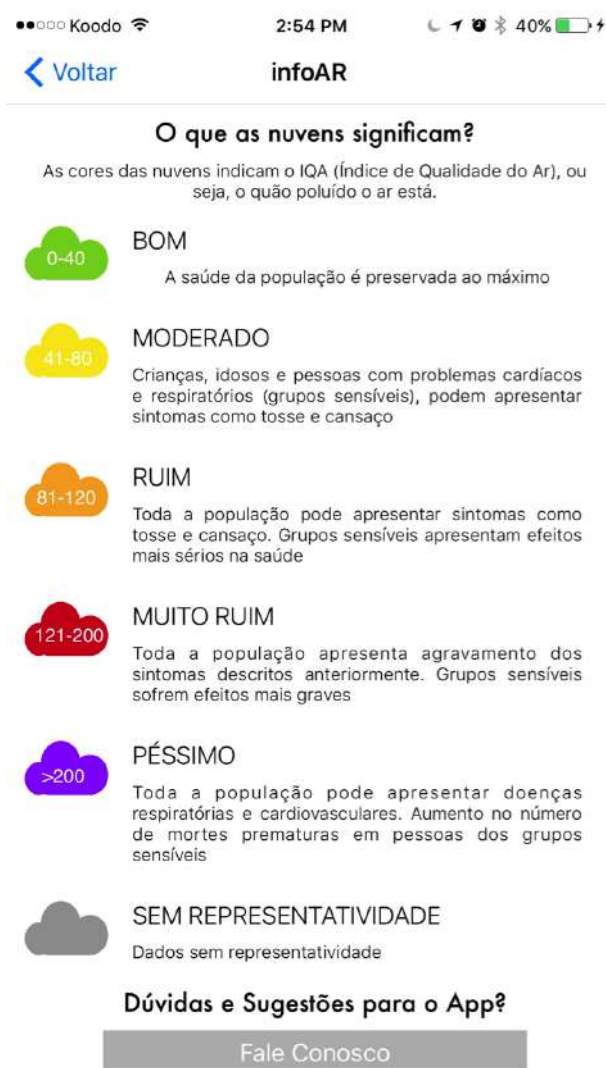 Koodo 2:54 PM 40%
Voltar infoAR
O que as nuvens significam?
As cores das nuvens indicam o IQA (Índice de Qualidade do Ar), ou
seja, o quão poluído o ar está.
BOM
0-40
A saúde da população é preservada ao máximo
MODERADO
41-80
Crianças, idosos e pessoas com problemas cardíacos
e respiratórios (grupos sensíveis), podem apresentar
sintomas como tosse e cansaço
RUIM
81-120
Toda a população pode apresentar sintomas como
tosse e cansaço. Grupos sensíveis apresentam efeitos
mais sérios na saúde
MUITO RUIM
121-200
Toda a população apresenta agravamento dos
sintomas descritos anteriormente. Grupos sensíveis
sofrem efeitos mais graves
PÉSSIMO
>200
Toda a população pode apresentar doenças
respiratórias e cardiovasculares. Aumento no número
de mortes prematuras em pessoas dos grupos
sensíveis
SEM REPRESENTATIVIDADE
Dados sem representatividade
Dúvidas e Sugestões para o App?
Fale Conosco